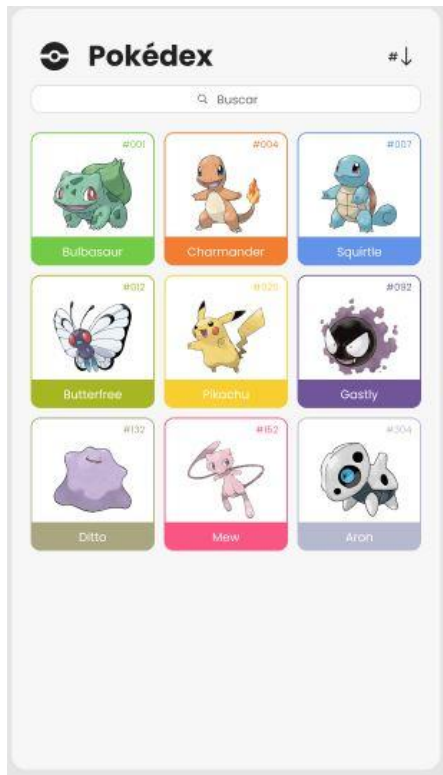 Pokédex
#↓
Buscar
#001
#004
#007
Bulbasaur
Charmander
Squirtle
#012
#025
#092
Butterfree
Pikachu
Gastly
#132
#152
#304
Ditto
Mew
Aron